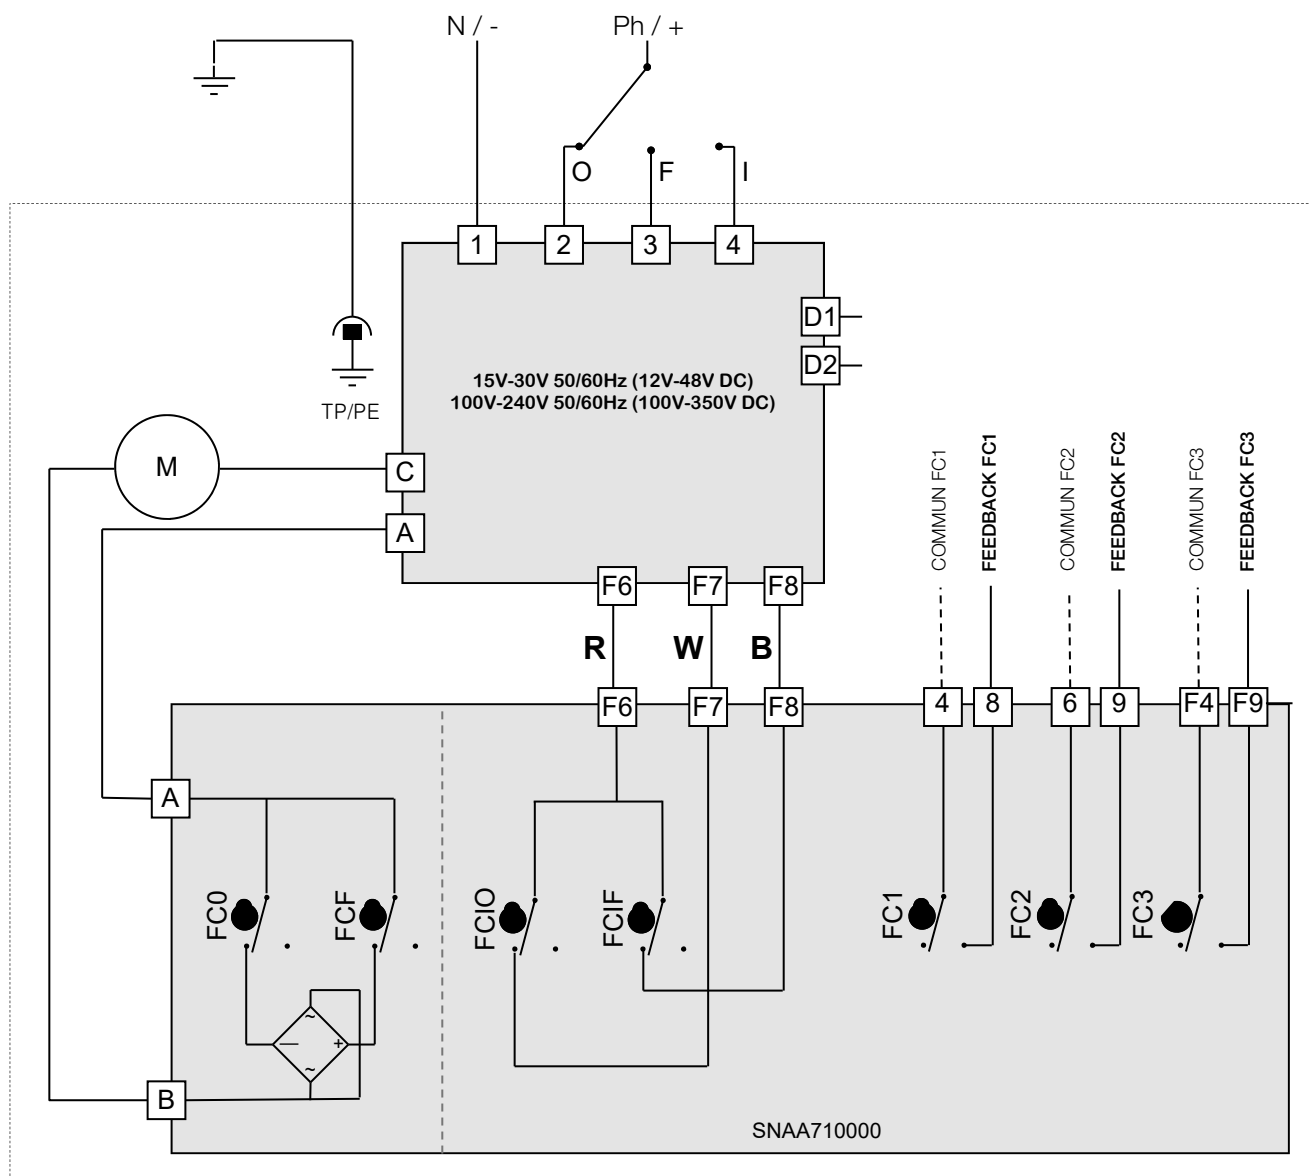 N / -
Ph / +
O
F
I
1
2
3
4
D1
D2
15V-30V 50/60Hz (12V-48V DC)
100V-240V 50/60Hz (100V-350V DC)
TP/PE
M
C
A
COMMUN FC1
FEEDBACK FC1
COMMUN FC2
FEEDBACK FC2
COMMUN FC3
FEEDBACK FC3
F6
F7
F8
R
W
B
F6
F7
F8
4
8
6
9
F4
F9
A
FC0
FCF
FCIO
FCIF
FC1
FC2
FC3
~
— +
~
B
SNAA710000